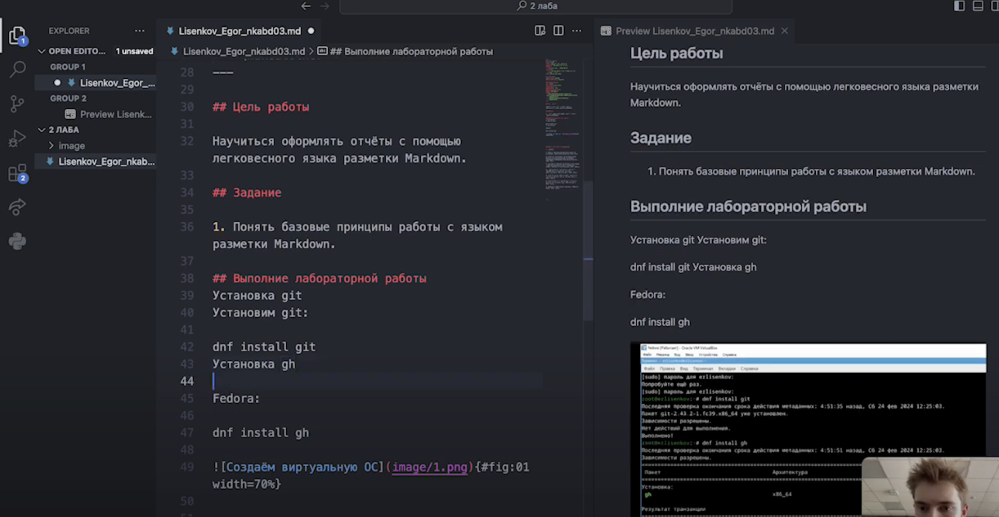 2 лаба
EXPLORER
Lisenkov_Egor_nkabd03.md
Preview Lisenkov_Egor_nkabd03.md
OPEN EDITO... 1 unsaved
Lisenkov_Egor_nkabd03.md > ## Выполние лабораторной работы
GROUP 1
Lisenkov_Egor_...
GROUP 2
Preview Lisenk...
2 ЛАБА
image
Lisenkov_Egor_nkab...
1
2
28 ---
29
30 ## Цель работы
31
32 Научиться оформлять отчёты с помощью
легковесного языка разметки Markdown.
33
34 ## Задание
35
36 1. Понять базовые принципы работы с языком
разметки Markdown.
37
38 ## Выполние лабораторной работы
39 Установка git
40 Установим git:
41
42 dnf install git
43 Установка gh
44
45 Fedora:
46
47 dnf install gh
48
49 ![Создаём виртуальную ОС](image/1.png){#fig:01
width=70%}
50
Цель работы
Научиться оформлять отчёты с помощью легковесного языка разметки
Markdown.
Задание
1. Понять базовые принципы работы с языком разметки Markdown.
Выполние лабораторной работы
Установка git Установим git:
dnf install git Установка gh
Fedora:
dnf install gh
fedora [Работает] - Oracle VM VirtualBox
Файл Машина Вид Ввод Устройства Справка
Файл Правка Вид Терминал Вкладки Справка
[sudo] пароль для erlisenkov:
Попробуйте ещё раз.
[sudo] пароль для erlisenkov:
root@erlisenkov:~# dnf install git
Последняя проверка окончания срока действия метаданных: 4:51:35 назад, Сб 24 фев 2024 12:25:03.
Пакет git-2.43.2-1.fc39.x86_64 уже установлен.
Зависимости разрешены.
Нет действий для выполнения.
Выполнено!
root@erlisenkov:~# dnf install gh
Последняя проверка окончания срока действия метаданных: 4:51:51 назад, Сб 24 фев 2024 12:25:03.
Зависимости разрешены.
Пакет Архитектура
Установка:
gh x86_64
Результат транзакции